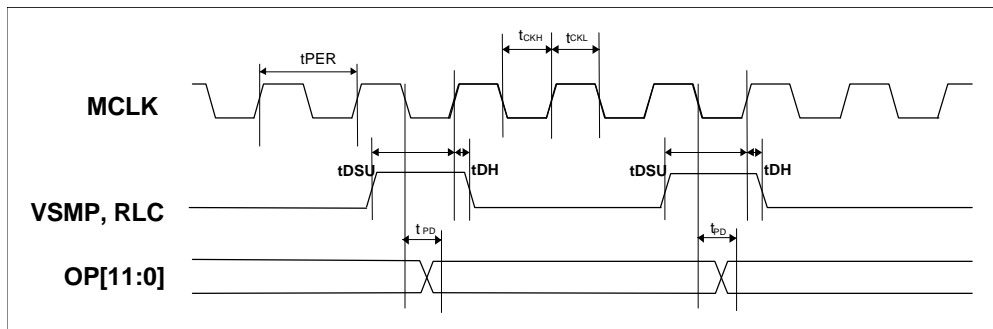 tCKH tCKL
tPER
MCLK
tDSU tDH tDSU tDH
VSMP, RLC
tPD tPD
OP[11:0]